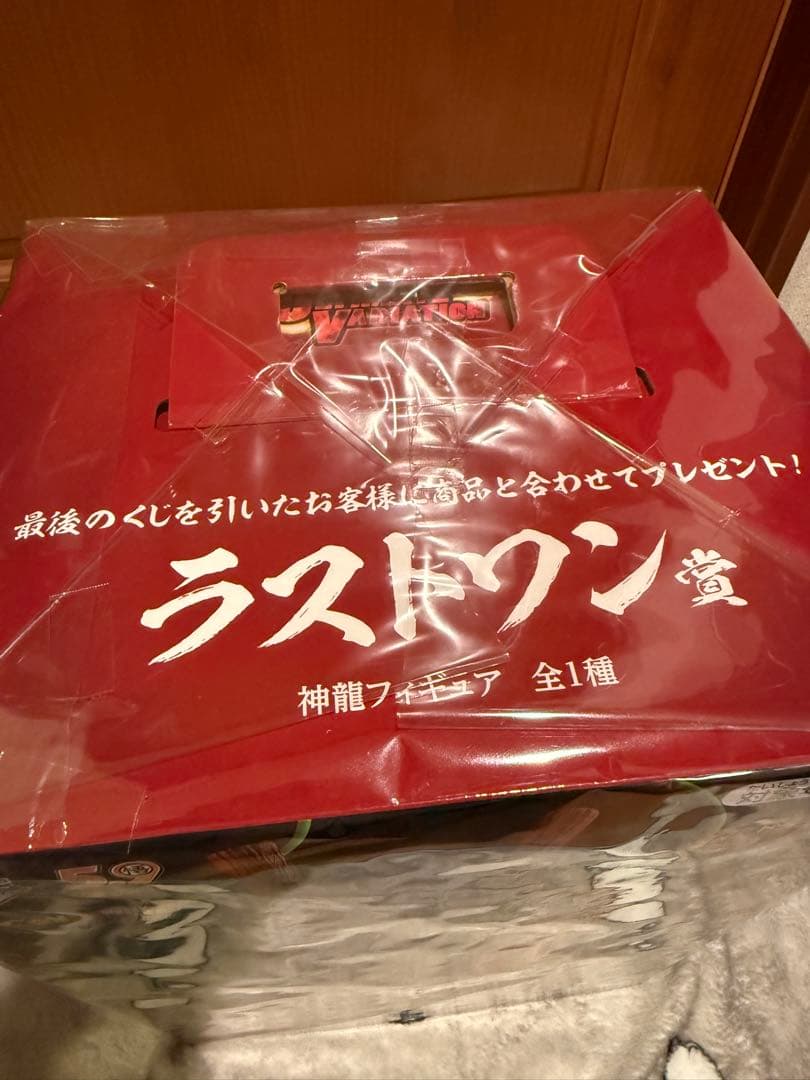 VARIATION
最後のくじを引いたお客様に商品と合わせてプレゼント!
ラストワン賞
神龍フィギュア 全1種